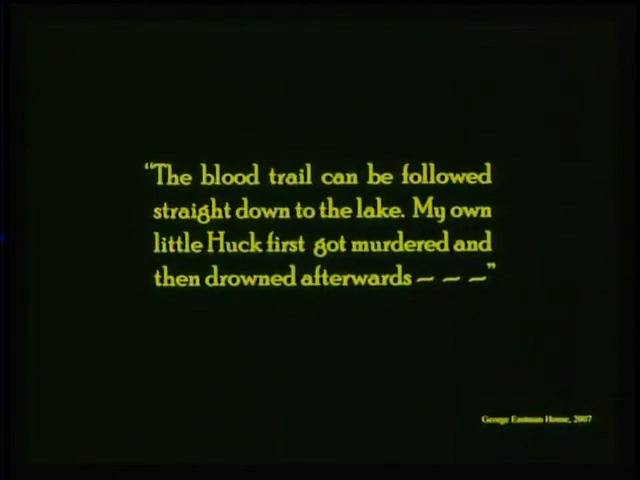 “The blood trail can be followed
straight down to the lake. My own
little Huck first got murdered and
then drowned afterwards — — —”
George Eastman House, 2007